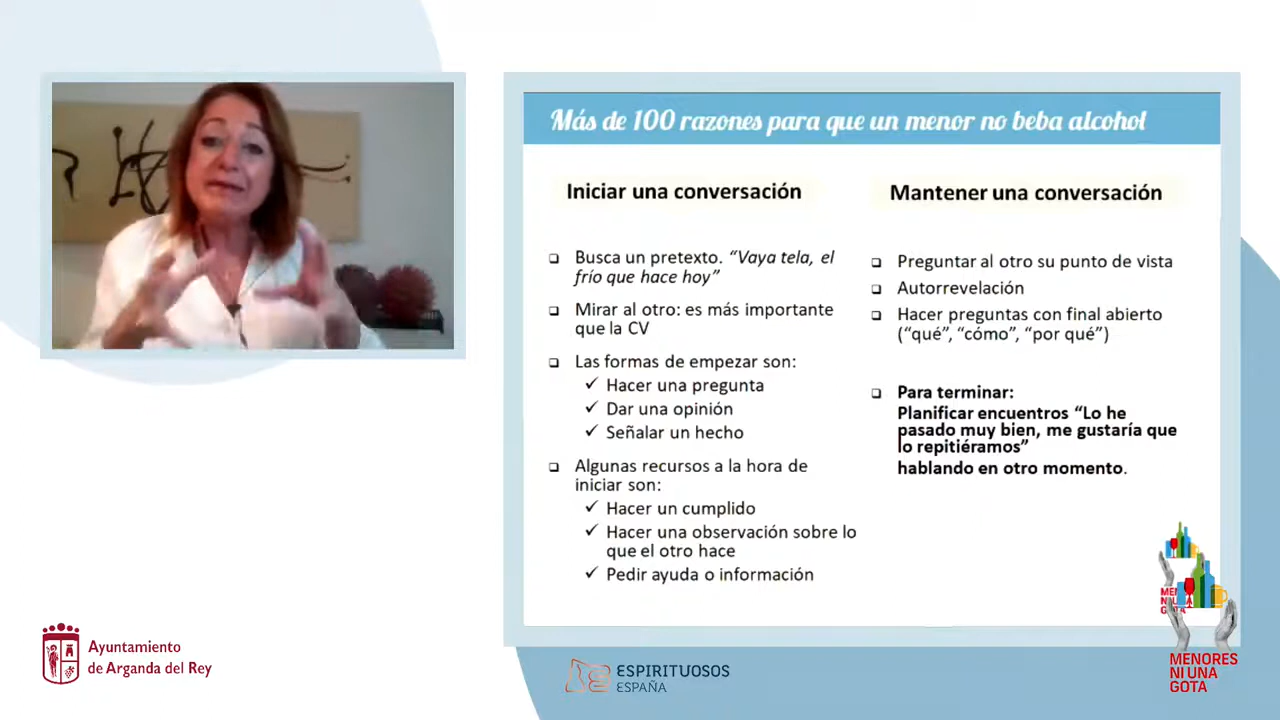 Más de 100 razones para que un menor no beba alcohol
Iniciar una conversación
❑ Busca un pretexto. “Vaya tela, el
frío que hace hoy”
❑ Mirar al otro: es más importante
que la CV
❑ Las formas de empezar son:
✓ Hacer una pregunta
✓ Dar una opinión
✓ Señalar un hecho
❑ Algunas recursos a la hora de
iniciar son:
✓ Hacer un cumplido
✓ Hacer una observación sobre lo
que el otro hace
✓ Pedir ayuda o información
Mantener una conversación
❑ Preguntar al otro su punto de vista
❑ Autorrevelación
❑ Hacer preguntas con final abierto
(“qué”, “cómo”, “por qué”)
❑ Para terminar:
Planificar encuentros “Lo he
pasado muy bien, me gustaría que
lo repitiéramos”
hablando en otro momento.
Ayuntamiento
de Arganda del Rey
ESPIRITUOSOS
ESPAÑA
MENORES
NI UNA
GOTA